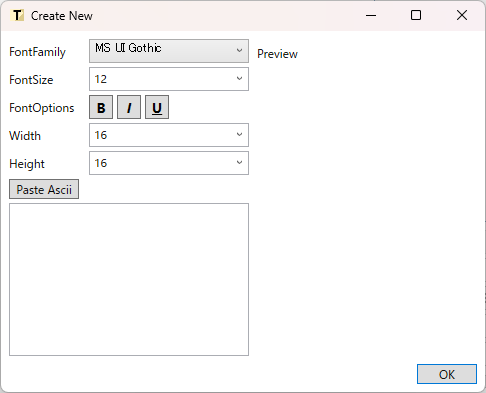 T Create New
FontFamily MS UI Gothic Preview
FontSize 12
FontOptions B I U
Width 16
Height 16
Paste Ascii
OK